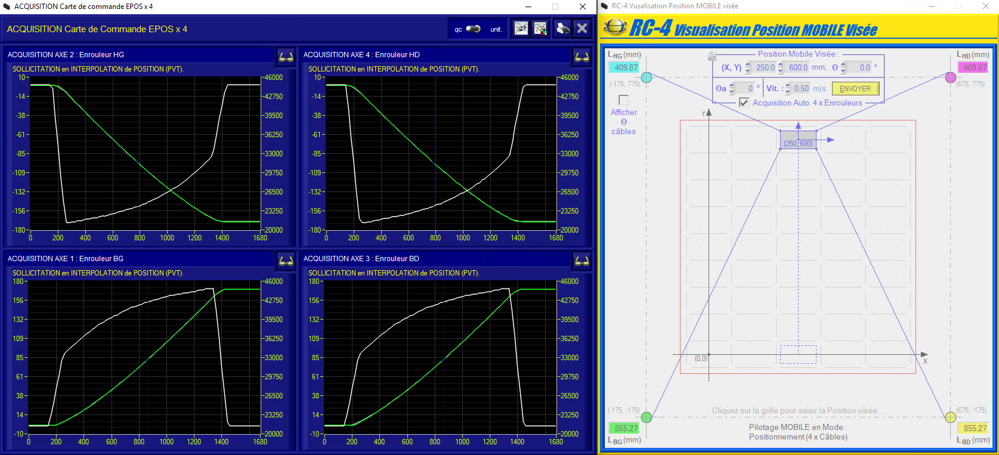 ACQUISITION Carte de commande EPOS x 4
ACQUISITION Carte de Commande EPOS x 4
qc
unit.
ACQUISITION AXE 2 : Enrouleur HG
SOLLICITATION en INTERPOLATION de POSITION (PVT).
10
-14
-38
-61
-85
-109
-132
-156
-180
46000
42750
39500
36250
33000
29750
26500
23250
20000
0 200 400 600 800 1000 1200 1400 1680
ACQUISITION AXE 4 : Enrouleur HD
SOLLICITATION en INTERPOLATION de POSITION (PVT).
10
-14
-38
-61
-85
-109
-132
-156
-180
46000
42750
39500
36250
33000
29750
26500
23250
20000
0 200 400 600 800 1000 1200 1400 1680
ACQUISITION AXE 1 : Enrouleur BG
SOLLICITATION en INTERPOLATION de POSITION (PVT).
180
156
132
109
85
61
38
14
-10
46000
42750
39500
36250
33000
29750
26500
23250
20000
0 200 400 600 800 1000 1200 1400 1680
ACQUISITION AXE 3 : Enrouleur BD
SOLLICITATION en INTERPOLATION de POSITION (PVT).
180
156
132
109
85
61
38
14
-10
46000
42750
39500
36250
33000
29750
26500
23250
20000
0 200 400 600 800 1000 1200 1400 1680
RC-4 Vusalisation Position MOBILE visée
RC-4 Visualisation Position MOBILE Visée
LHG (mm)
409.87
(-175, 775)
Position Mobile Visée :
(X, Y) 250.0 600.0 mm. Θ 0.0 °
Θa 0 ° Vit. : 0.50 m/s ENVOYER
Acquisition Auto. 4 x Enrouleurs
LHD (mm)
409.87
(675, 775)
Afficher
Θ
câbles
Y
(250, 600)
(0,0)
X
(-175, -175)
Cliquez sur la grille pour saisir la Position visée ...
(675, -175)
855.27
LBG (mm)
Pilotage MOBILE en Mode :
Positionnement (4 x Câbles)
855.27
LBD (mm)